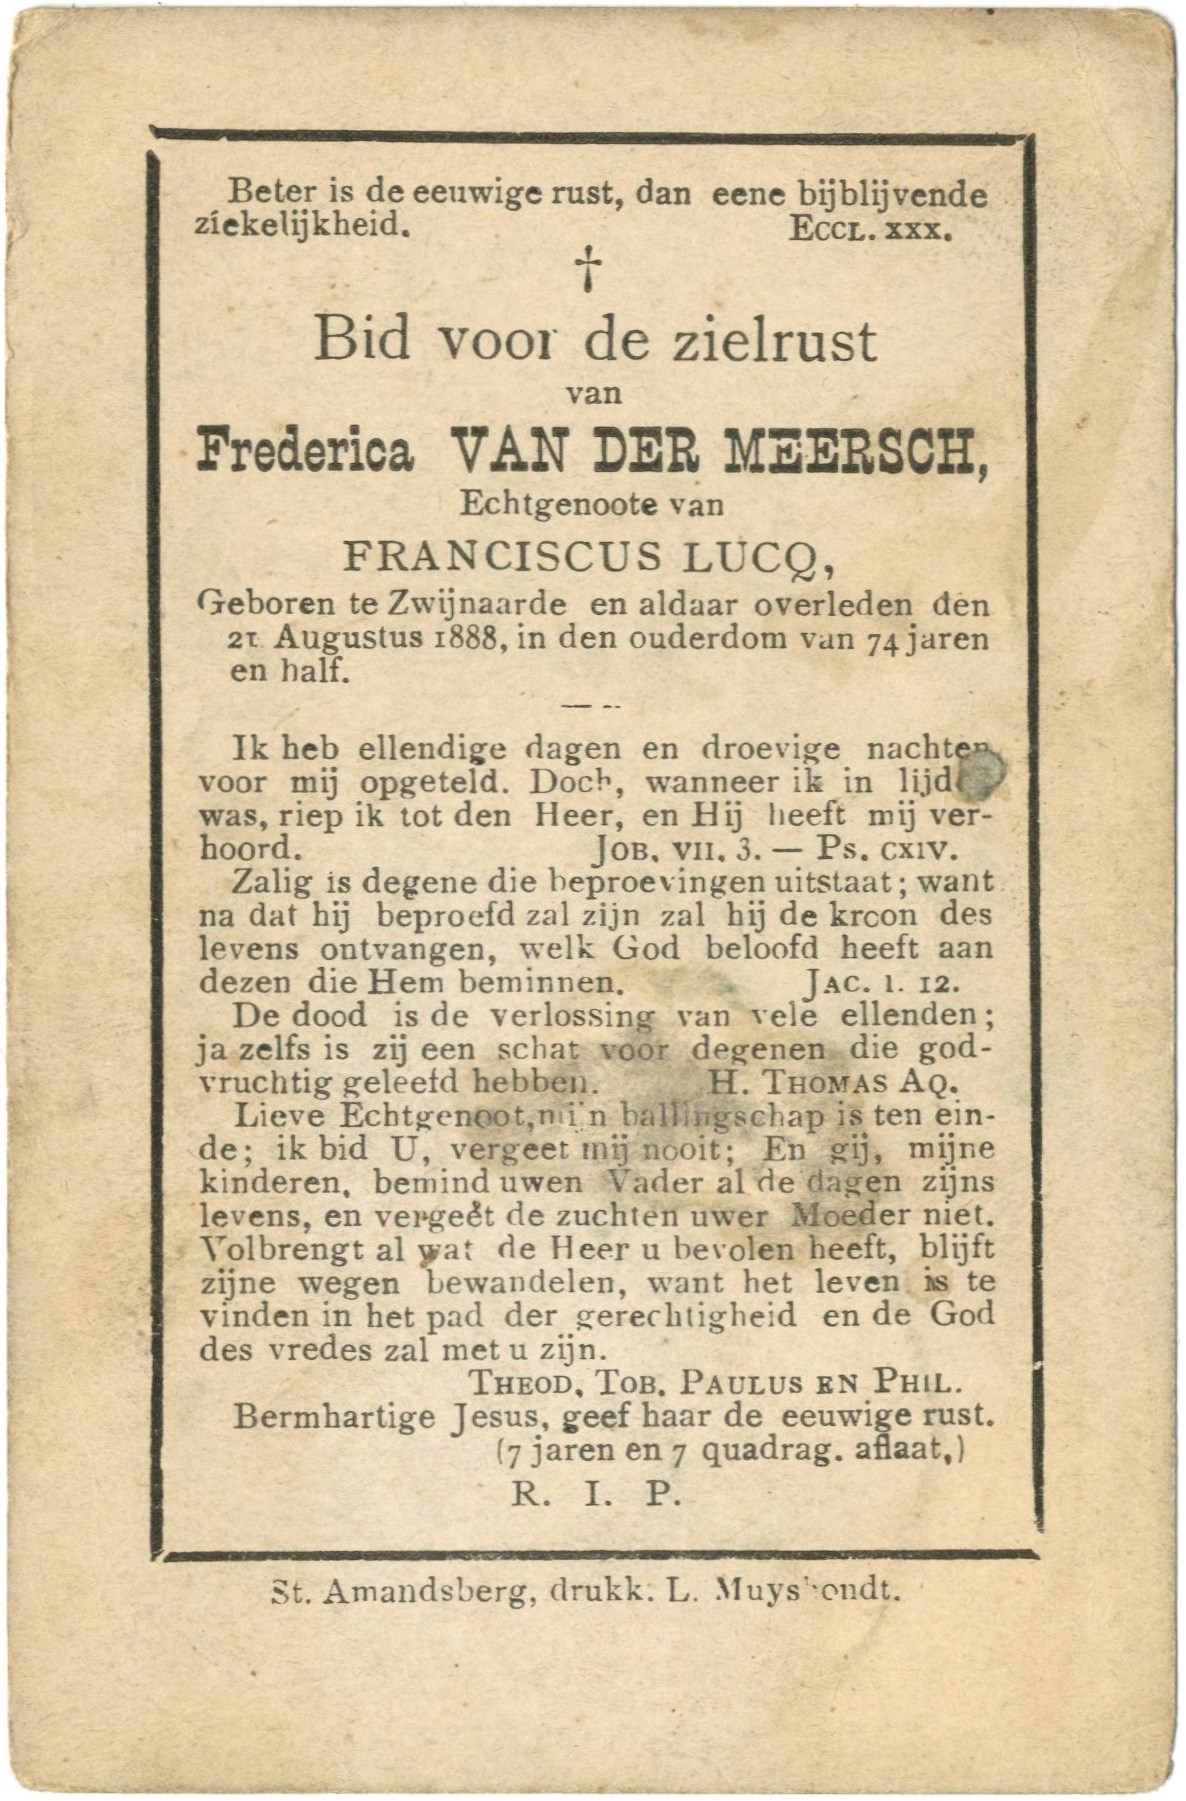 Beter is de eeuwige rust, dan eene bijblijvende
ziekelijkheid. ECCL. XXX.
†
Bid voor de zielrust
van
Frederica VAN DER MEERSCH,
Echtgenoote van
FRANCISCUS LUCQ,
Geboren te Zwijnaarde en aldaar overleden den
21 Augustus 1888, in den ouderdom van 74 jaren
en half.
Ik heb ellendige dagen en droevige nachten
voor mij opgeteld. Doch, wanneer ik in
was, riep ik tot den Heer, en Hij heeft mij ver-
hoord. JOB. VII. 3. — PS. CXIV.
Zalig is degene die beproevingen uitstaat; want
na dat hij beproefd zal zijn zal hij de kroon des
levens ontvangen, welk God beloofd heeft aan
dezen die Hem beminnen. JAC. 1. 12.
De dood is de verlossing van vele ellenden;
ja zelfs is zij een schat voor degenen die god-
vruchtig geleefd hebben. H. THOMAS AQ.
Lieve Echtgenoot, mijn ballingschap is ten ein-
de; ik bid U, vergeet mij nooit; En gij, mijne
kinderen, bemind uwen Vader al de dagen zijns
levens, en vergeét de zuchten uwer Moeder niet.
Volbrengt al wat de Heer u bevolen heeft, blijft
zijne wegen bewandelen, want het leven is te
vinden in het pad der gerechtigheid en de God
des vredes zal met u zijn.
THEOD. TOB. PAULUS EN PHIL.
Bermhartige Jesus, geef haar de eeuwige rust.
(7 jaren en 7 quadrag. aflaat.)
R. I. P.
St. Amandsberg, drukk. L. Muyshondt.